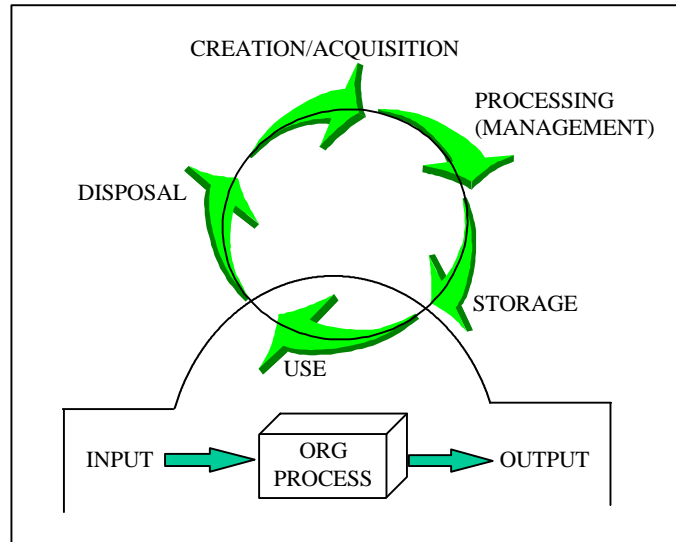 CREATION/ACQUISITION
PROCESSING
(MANAGEMENT)
DISPOSAL
STORAGE
USE
INPUT
ORG
PROCESS
OUTPUT